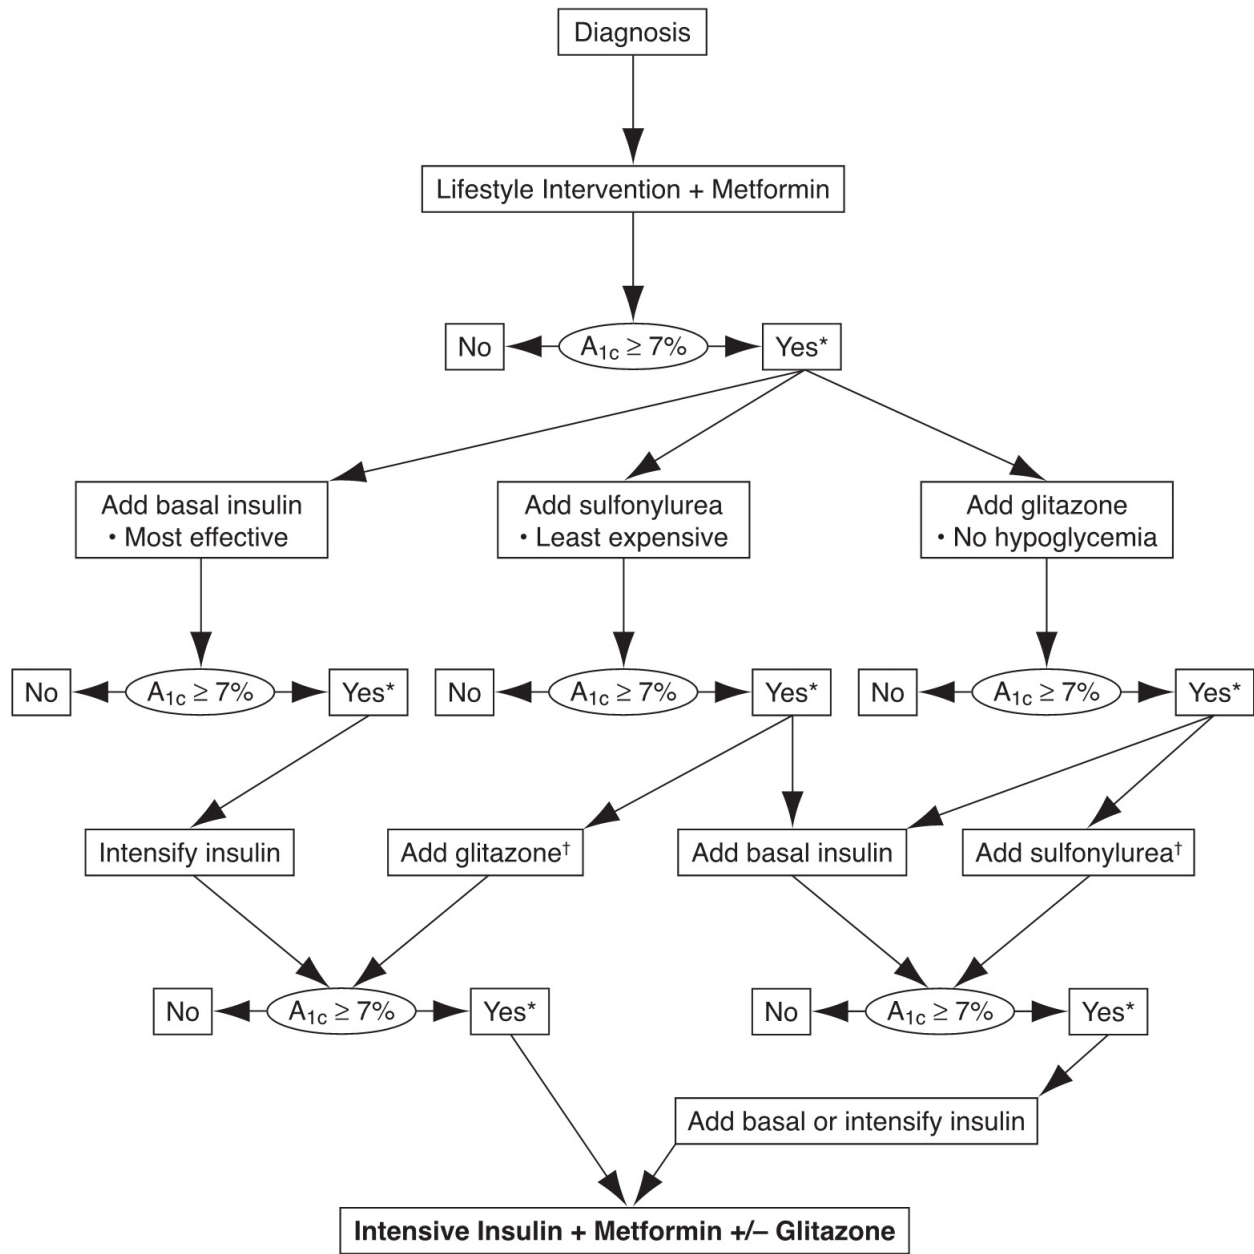 Diagnosis
Lifestyle Intervention + Metformin
No
A1c ≥ 7%
Yes*
Add basal insulin
• Most effective
Add sulfonylurea
• Least expensive
Add glitazone
• No hypoglycemia
No
A1c ≥ 7%
Yes*
No
A1c ≥ 7%
Yes*
No
A1c ≥ 7%
Yes*
Intensify insulin
Add glitazone†
Add basal insulin
Add sulfonylurea†
No
A1c ≥ 7%
Yes*
No
A1c ≥ 7%
Yes*
Add basal or intensify insulin
Intensive Insulin + Metformin +/– Glitazone